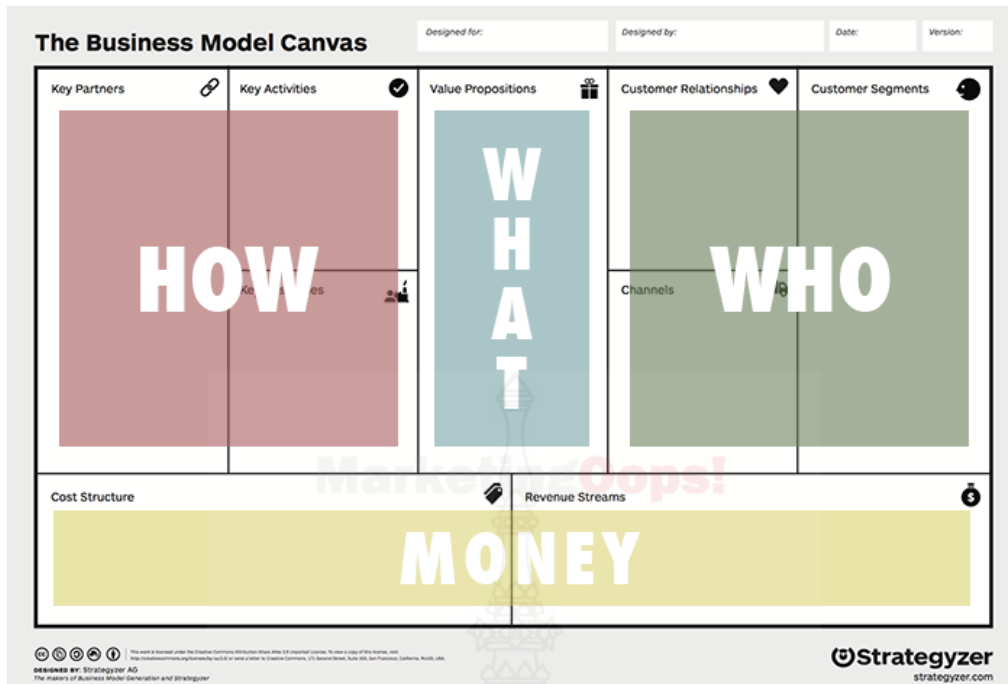 The Business Model Canvas
Designed for:
Designed by:
Date:
Version:
Key Partners
Key Activities
Value Propositions
Customer Relationships
Customer Segments
HOW
WHAT
WHO
Channels
MarketingOops!
Cost Structure
Revenue Streams
MONEY
DESIGNED BY: Strategyzer AG
The makers of Business Model Generation and Strategyzer
Strategyzer
strategyzer.com